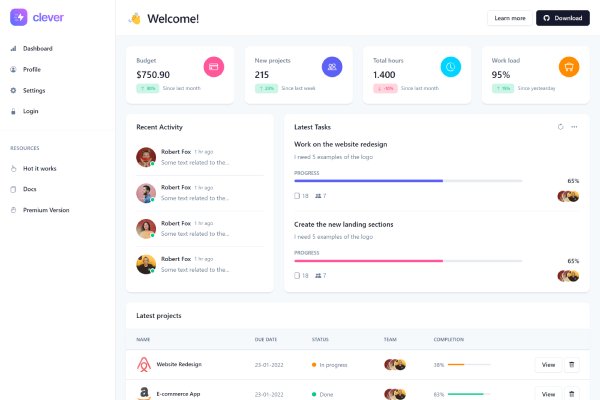 clever
Dashboard
Profile
Settings
Login
RESOURCES
Hot it works
Docs
Premium Version
Welcome!
Learn more
Download
Budget
$750.90
↑ 30%
Since last month
New projects
215
↑ 23%
Since last week
Total hours
1.400
↓ -10%
Since last month
Work load
95%
↑ 15%
Since yestearday
Recent Activity
Robert Fox 1 hr ago
Some text related to the...
Robert Fox 1 hr ago
Some text related to the...
Robert Fox 1 hr ago
Some text related to the...
Robert Fox 1 hr ago
Some text related to the...
Latest Tasks
Work on the website redesign
I need 5 examples of the logo
PROGRESS
65%
18 7
Create the new landing sections
I need 5 examples of the logo
PROGRESS
65%
18 7
Latest projects
NAME DUE DATE STATUS TEAM COMPLETION
Website Redesign 23-01-2022 In progress 38% View
E-commerce App 23-01-2022 Done 83% View